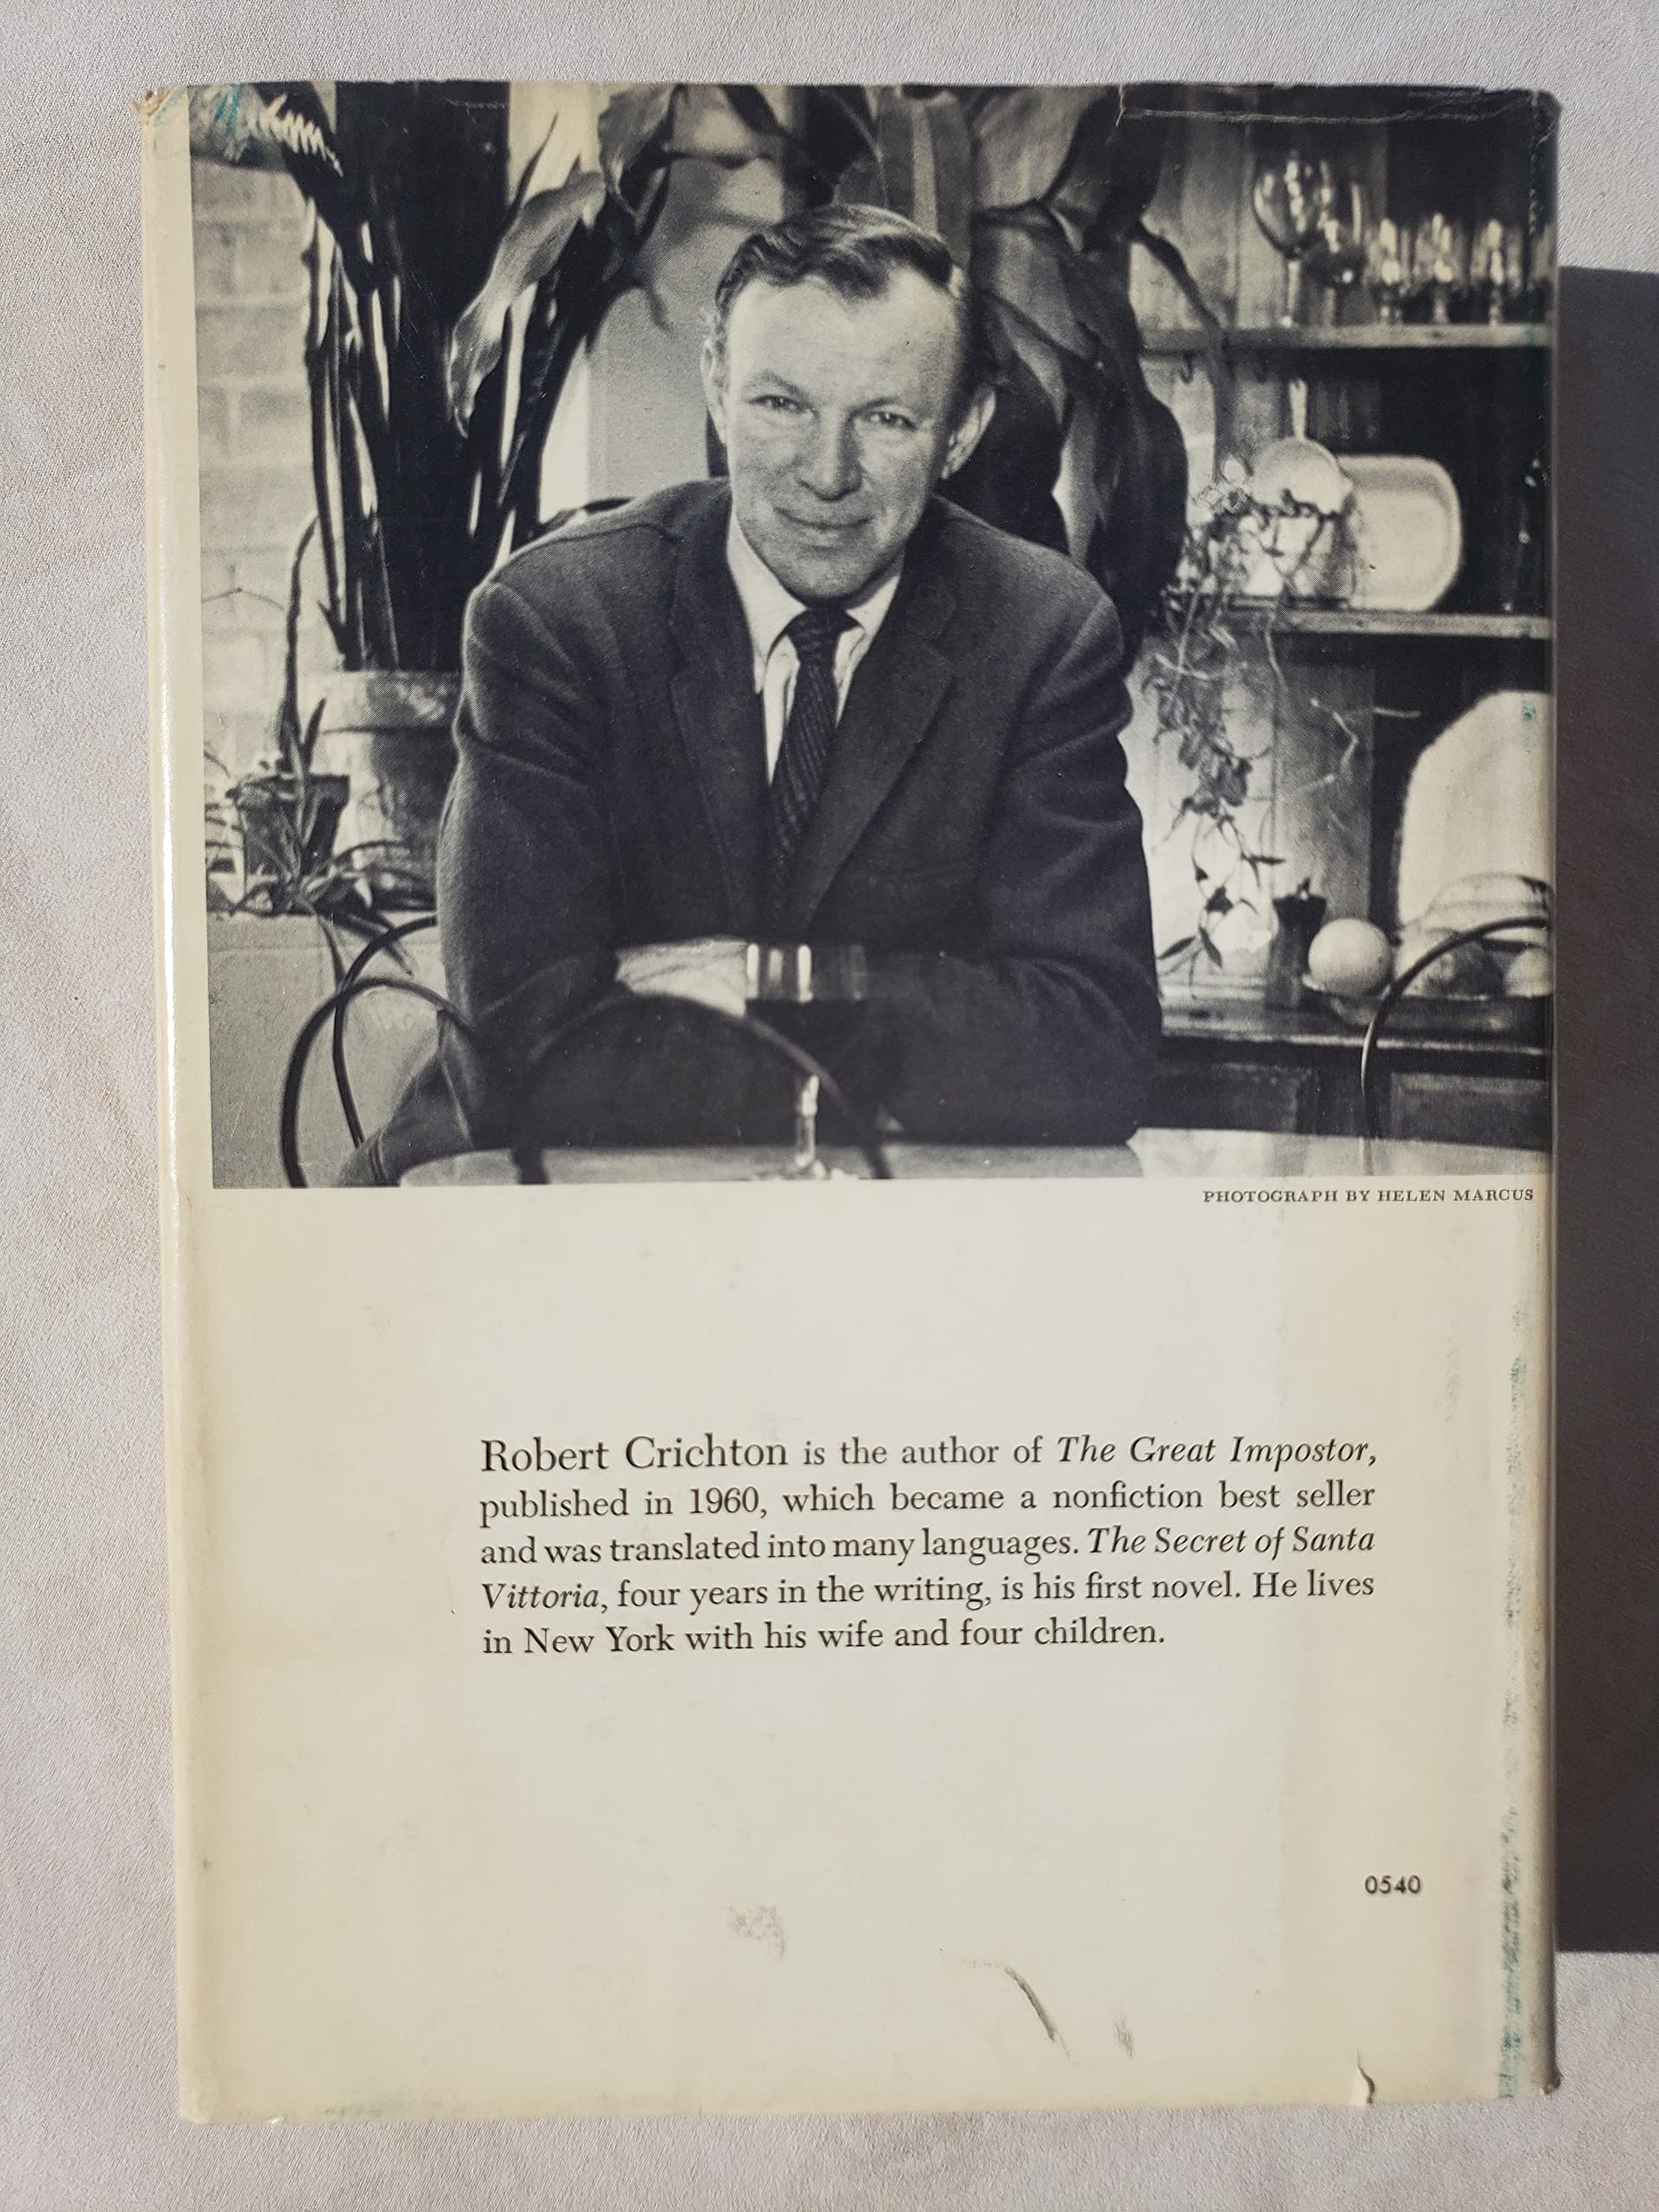 PHOTOGRAPH BY HELEN MARCUS
Robert Crichton is the author of The Great Impostor,
published in 1960, which became a nonfiction best seller
and was translated into many languages. The Secret of Santa
Vittoria, four years in the writing, is his first novel. He lives
in New York with his wife and four children.
0540